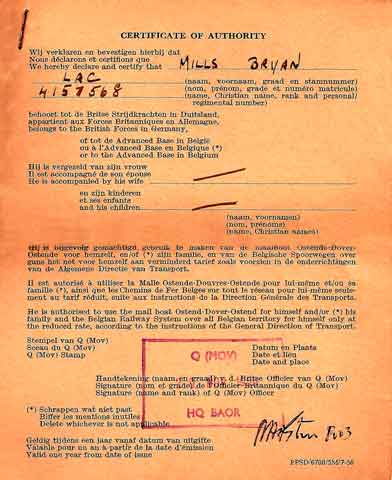 CERTIFICATE OF AUTHORITY
Wij verklaren en bevestigen hierbij dat
Nous déclarons et certifions que
We hereby declare and certify that MILLS BRYAN
LAC (naam, voornaam, graad en stamnummer)
4157568 (nom, prénoms, grade et numéro matricule)
(name, Christian name, rank and personal/
regimental number)
behoort tot de Britse Strijdkrachten in Duitsland,
appartient aux Forces Britanniques en Allemagne,
belongs to the British Forces in Germany,
of tot de Advanced Base in België
ou à l'Advanced Base en Belgique (*)
or to the Advanced Base in Belgium
Hij is vergezeld van zijn vrouw
Il est accompagné de son épouse
He is accompanied by his wife
en zijn kinderen
et ses enfants
and his children
(naam, voornamen)
(nom, prénoms)
(name, Christian names)
Hij is bijgevolg gemachtigd gebruik te maken van de maalboot Ostende-Dover-
Ostende voor hemzelf, en/of (*) zijn familie, en van de Belgische Spoorwegen over
gans het net voor hemzelf aan verminderd tarief zoals voorzien in de onderrichtingen
van de Algemene Directie van Transport.
Il est autorisé à utiliser la Malle Ostende-Douvres-Ostende pour lui-même et/ou sa
famille (*), ainsi que les Chemins de Fer Belges sur tout le réseau pour lui-même seule-
ment au tarif réduit, suite aux instructions de la Direction Générale des Transports.
He is authorised to use the mail boat Ostend-Dover-Ostend for himself and/or (*) his
family and the Belgian Railway System over all Belgian territory for himself only at
the reduced rate, according to the instructions of the General Direction of Transport.
Stempel van Q (Mov)
Sceau du Q (Mov)
Q (Mov) Stamp
Q (MOV)
HQ BAOR
Datum en Plaats
Date et Lieu
Date and place
Handtekening (naam en graad) v. d. Britse Officier van Q (Mov)
Signature (nom et grade) de l'Officier Britannique du Q (Mov)
Signature (name and rank) of Q (Mov) Officer
(*) Schrappen wat niet past
Biffer les mentions inutiles
Delete whichever is not applicable
Geldig tijdens een jaar vanaf datum van uitgifte
Valable pour un an à partir de la date d'émission
Valid one year from date of issue
PPSD/6700/55M/7-56